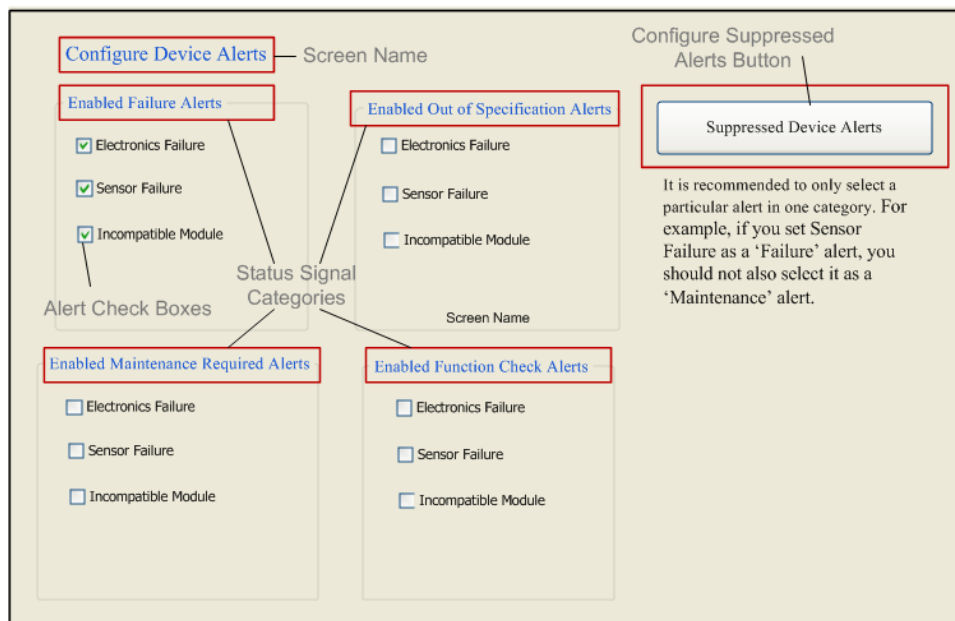 Configure Device Alerts
Screen Name
Configure Suppressed
Alerts Button
Enabled Failure Alerts
Electronics Failure
Sensor Failure
Incompatible Module
Alert Check Boxes
Enabled Out of Specification Alerts
Electronics Failure
Sensor Failure
Incompatible Module
Screen Name
Status Signal
Categories
Suppressed Device Alerts
It is recommended to only select a
particular alert in one category. For
example, if you set Sensor
Failure as a ‘Failure’ alert, you
should not also select it as a
‘Maintenance’ alert.
Enabled Maintenance Required Alerts
Electronics Failure
Sensor Failure
Incompatible Module
Enabled Function Check Alerts
Electronics Failure
Sensor Failure
Incompatible Module